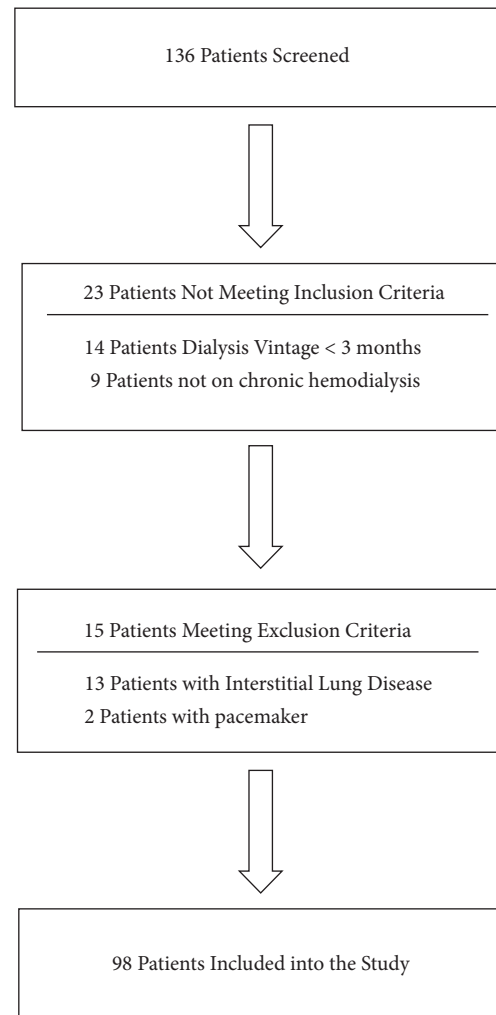 136 Patients Screened
23 Patients Not Meeting Inclusion Criteria
14 Patients Dialysis Vintage < 3 months
9 Patients not on chronic hemodialysis
15 Patients Meeting Exclusion Criteria
13 Patients with Interstitial Lung Disease
2 Patients with pacemaker
98 Patients Included into the Study